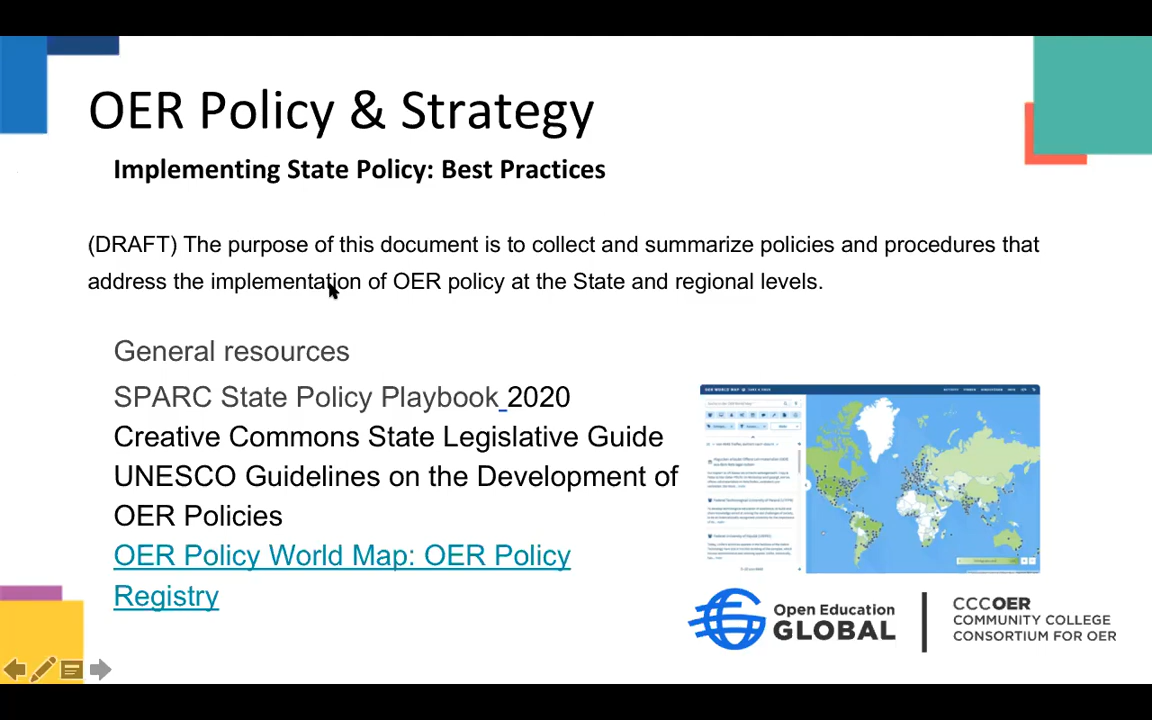 OER Policy & Strategy
Implementing State Policy: Best Practices
(DRAFT) The purpose of this document is to collect and summarize policies and procedures that
address the implementation of OER policy at the State and regional levels.
General resources
SPARC State Policy Playbook 2020
Creative Commons State Legislative Guide
UNESCO Guidelines on the Development of
OER Policies
OER Policy World Map: OER Policy
Registry
OER WORLD MAP
Open Education
GLOBAL
CCCOER
COMMUNITY COLLEGE
CONSORTIUM FOR OER